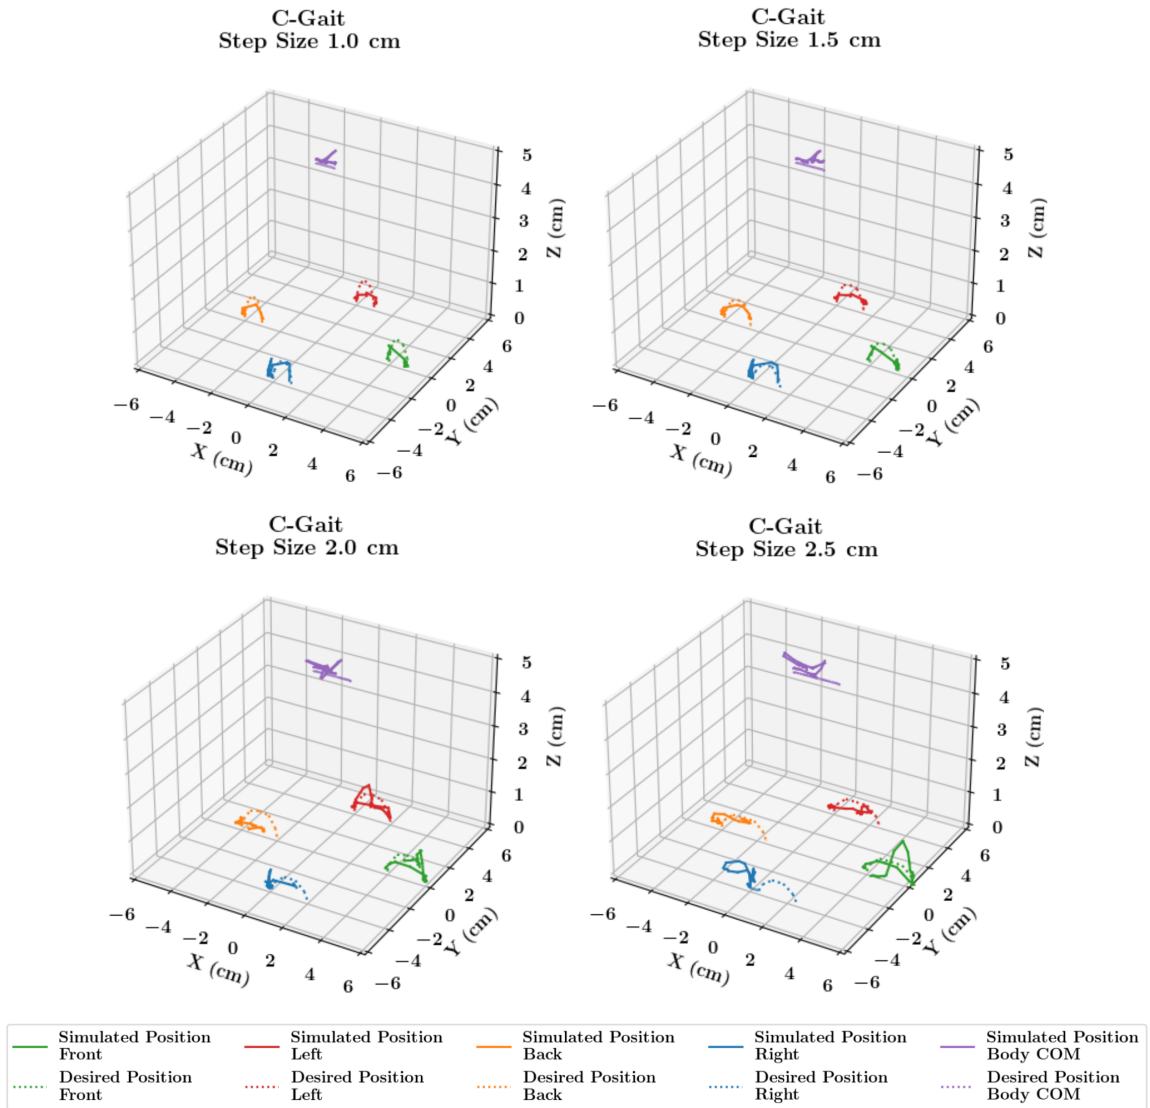 C-Gait
Step Size 1.0 cm
5
4
3
2
1
0
Z (cm)
6
4
2
0
−2
−4
−6
Y (cm)
−6
−4
−2
0
2
4
6
X (cm)
C-Gait
Step Size 1.5 cm
5
4
3
2
1
0
Z (cm)
6
4
2
0
−2
−4
−6
Y (cm)
−6
−4
−2
0
2
4
6
X (cm)
C-Gait
Step Size 2.0 cm
5
4
3
2
1
0
Z (cm)
6
4
2
0
−2
−4
−6
Y (cm)
−6
−4
−2
0
2
4
6
X (cm)
C-Gait
Step Size 2.5 cm
5
4
3
2
1
0
Z (cm)
6
4
2
0
−2
−4
−6
Y (cm)
−6
−4
−2
0
2
4
6
X (cm)
Simulated Position
Front
Desired Position
Front
Simulated Position
Left
Desired Position
Left
Simulated Position
Back
Desired Position
Back
Simulated Position
Right
Desired Position
Right
Simulated Position
Body COM
Desired Position
Body COM